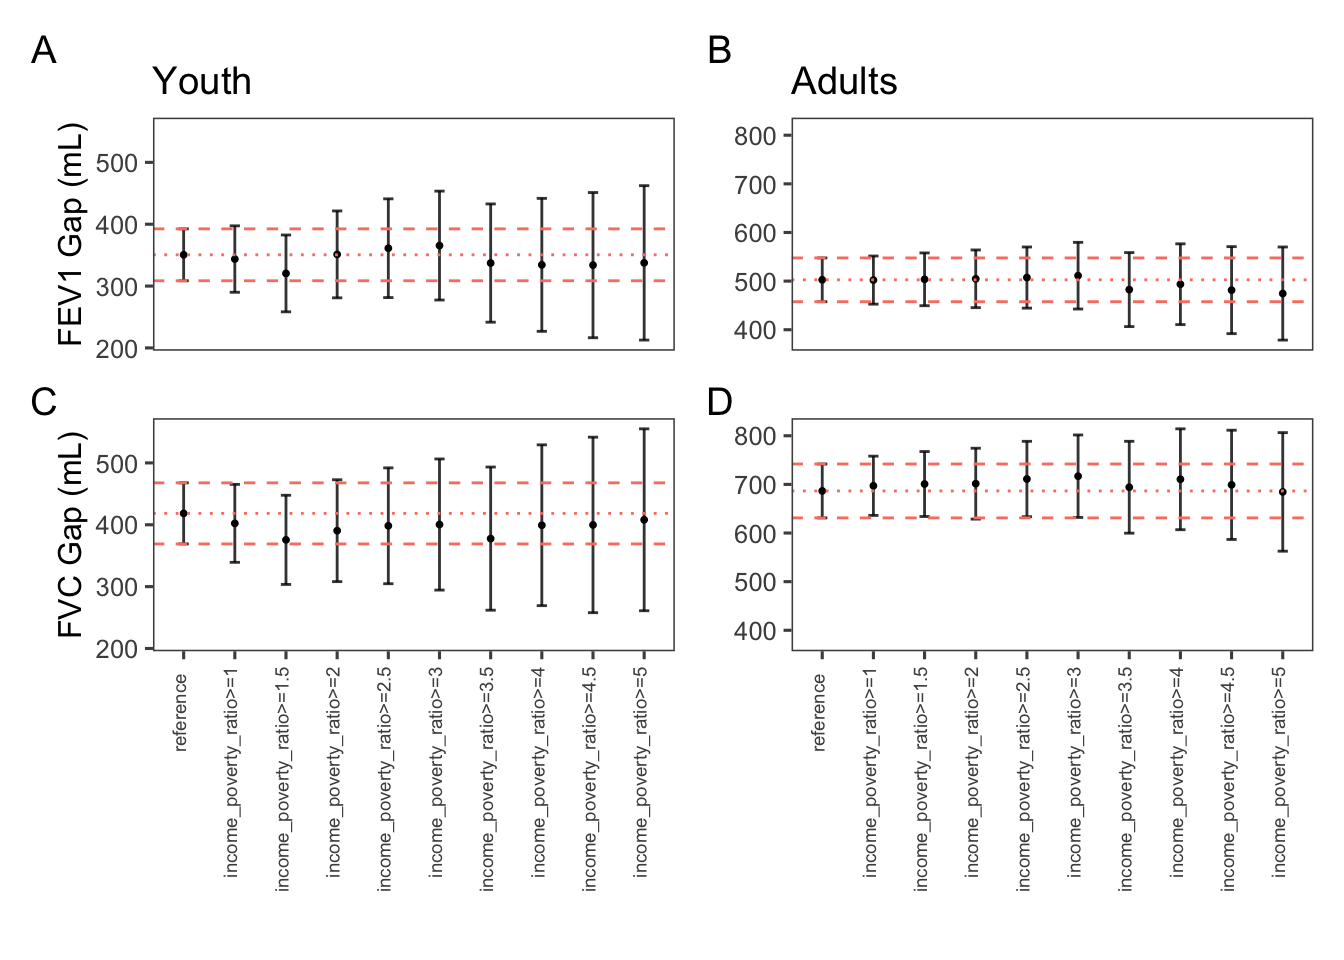 A
Youth
FEV1 Gap (mL)
500
400
300
200
B
Adults
800
700
600
500
400
C
FVC Gap (mL)
500
400
300
200
reference
income_poverty_ratio>=1
income_poverty_ratio>=1.5
income_poverty_ratio>=2
income_poverty_ratio>=2.5
income_poverty_ratio>=3
income_poverty_ratio>=3.5
income_poverty_ratio>=4
income_poverty_ratio>=4.5
income_poverty_ratio>=5
D
800
700
600
500
400
reference
income_poverty_ratio>=1
income_poverty_ratio>=1.5
income_poverty_ratio>=2
income_poverty_ratio>=2.5
income_poverty_ratio>=3
income_poverty_ratio>=3.5
income_poverty_ratio>=4
income_poverty_ratio>=4.5
income_poverty_ratio>=5